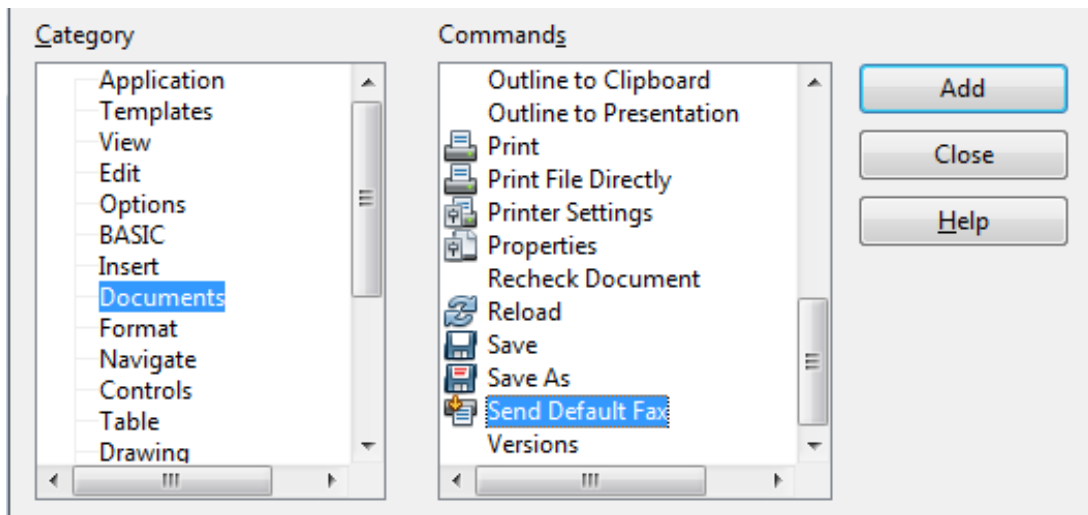 Category
Application
Templates
View
Edit
Options
BASIC
Insert
Documents
Format
Navigate
Controls
Table
Drawing
Commands
Outline to Clipboard
Outline to Presentation
Print
Print File Directly
Printer Settings
Properties
Recheck Document
Reload
Save
Save As
Send Default Fax
Versions
Add
Close
Help